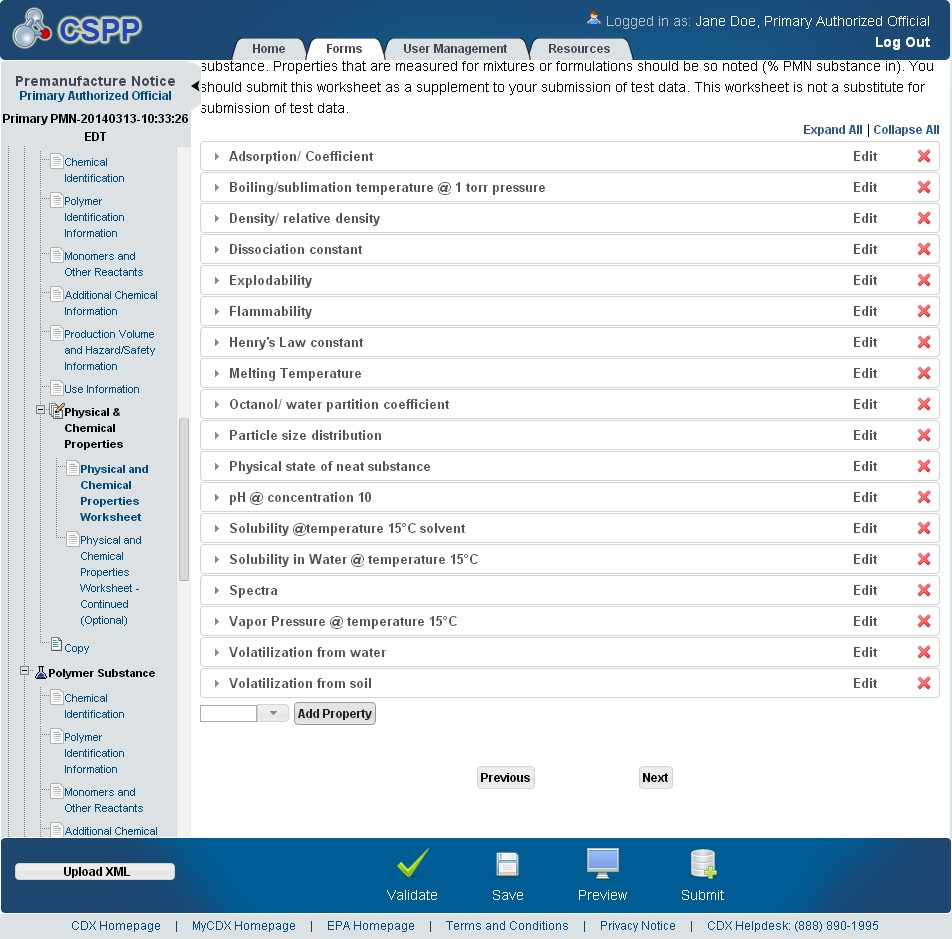 CSPP
Logged in as: Jane Doe, Primary Authorized Official
Log Out
Home
Forms
User Management
Resources
Premanufacture Notice
Primary Authorized Official
Primary PMN-20140313-10:33:26
EDT
Chemical
Identification
Polymer
Identification
Information
Monomers and
Other Reactants
Additional Chemical
Information
Production Volume
and Hazard/Safety
Information
Use Information
Physical &
Chemical
Properties
Physical and
Chemical
Properties
Worksheet
Physical and
Chemical
Properties
Worksheet -
Continued
(Optional)
Copy
Polymer Substance
Chemical
Identification
Polymer
Identification
Information
Monomers and
Other Reactants
Additional Chemical
substance. Properties that are measured for mixtures or formulations should be so noted (% PMN substance in). You
should submit this worksheet as a supplement to your submission of test data. This worksheet is not a substitute for
submission of test data.
Expand All | Collapse All
Adsorption/ Coefficient Edit
Boiling/sublimation temperature @ 1 torr pressure Edit
Density/ relative density Edit
Dissociation constant Edit
Explodability Edit
Flammability Edit
Henry's Law constant Edit
Melting Temperature Edit
Octanol/ water partition coefficient Edit
Particle size distribution Edit
Physical state of neat substance Edit
pH @ concentration 10 Edit
Solubility @temperature 15°C solvent Edit
Solubility in Water @ temperature 15°C Edit
Spectra Edit
Vapor Pressure @ temperature 15°C Edit
Volatilization from water Edit
Volatilization from soil Edit
Add Property
Previous
Next
Upload XML
Validate
Save
Preview
Submit
CDX Homepage | MyCDX Homepage | EPA Homepage | Terms and Conditions | Privacy Notice | CDX Helpdesk: (888) 890-1995